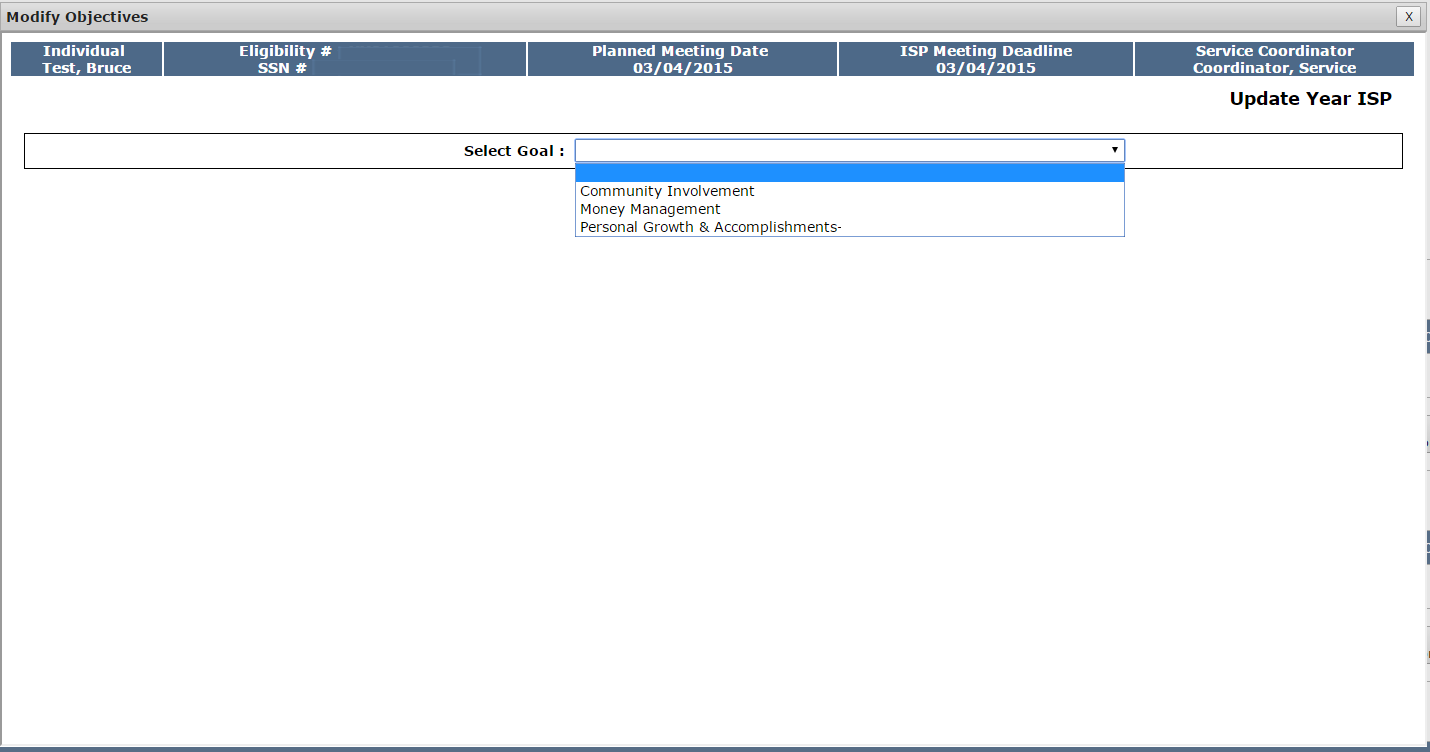 Modify Objectives
X
Individual
Test, Bruce
Eligibility #
SSN #
Planned Meeting Date
03/04/2015
ISP Meeting Deadline
03/04/2015
Service Coordinator
Coordinator, Service
Update Year ISP
Select Goal :
Community Involvement
Money Management
Personal Growth & Accomplishments-